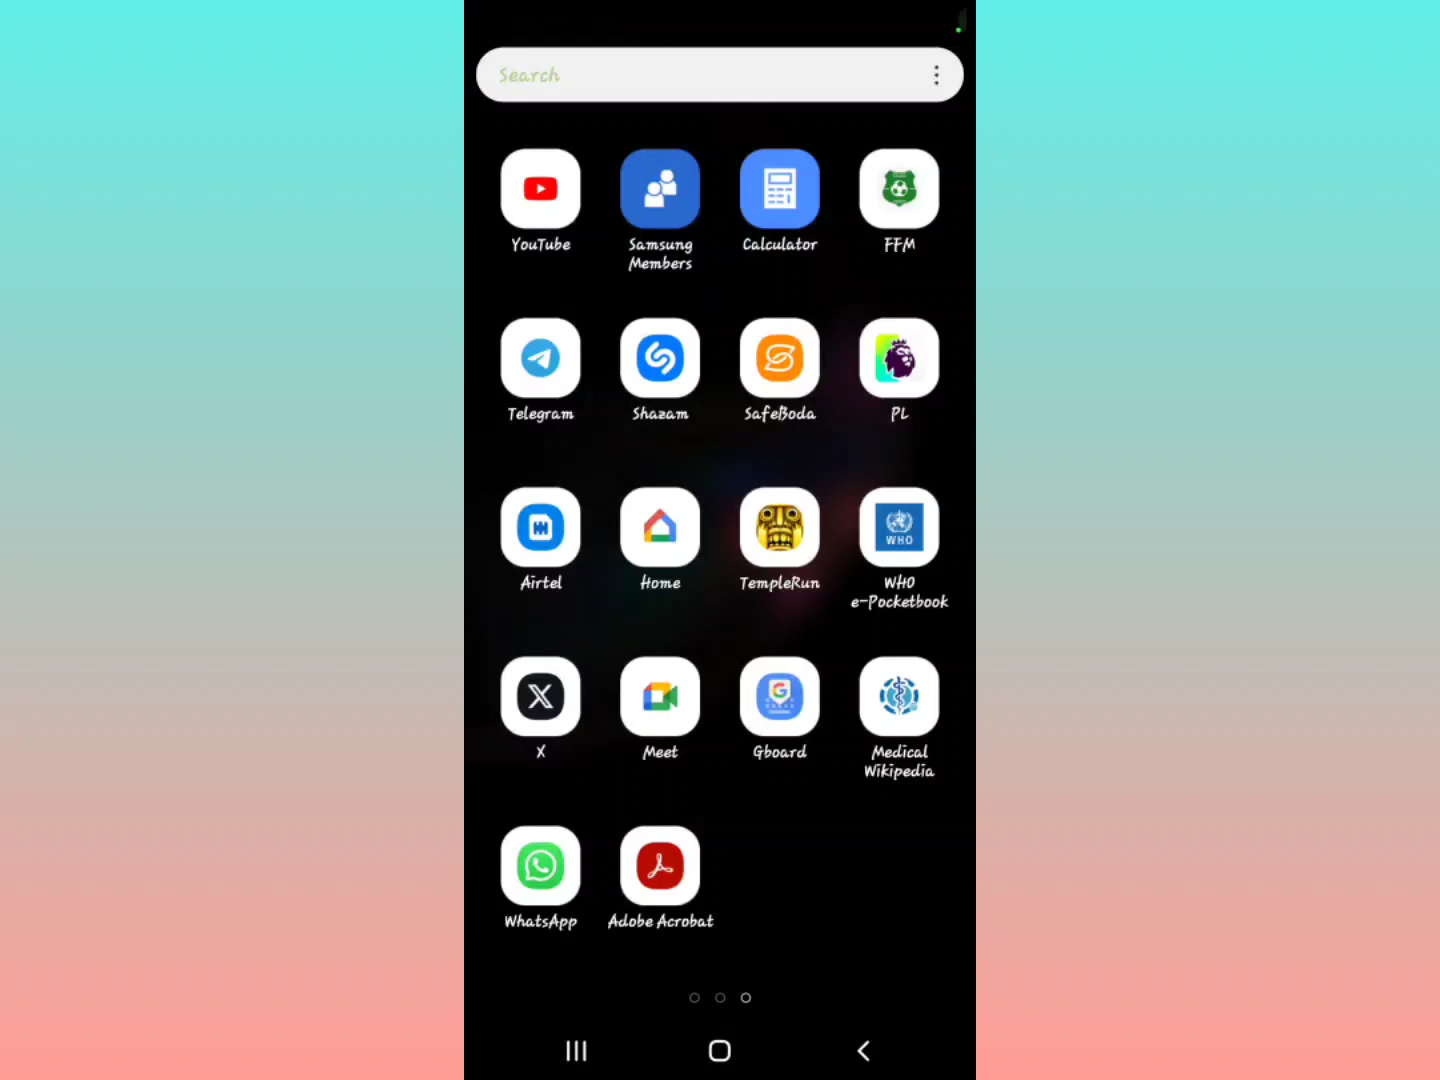 Search
YouTube
Samsung
Members
Calculator
FFM
Telegram
Shazam
SafeBoda
PL
Airtel
Home
TempleRun
WHO
WHO
e-Pocketbook
X
Meet
G
Gboard
Medical
Wikipedia
WhatsApp
Adobe Acrobat